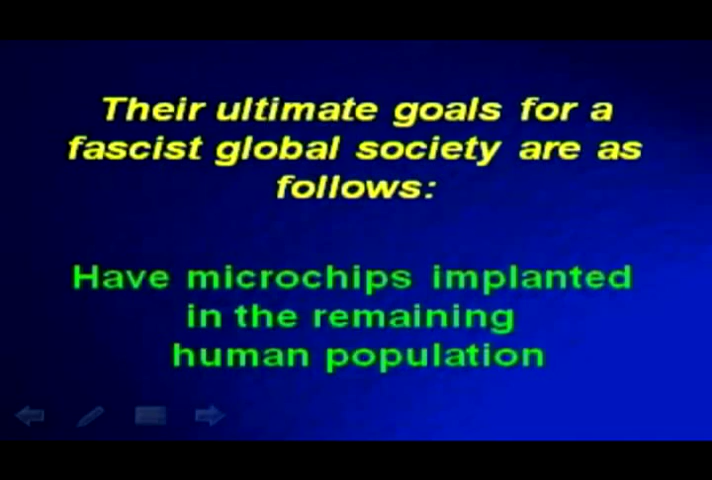 Their ultimate goals for a
fascist global society are as
follows:
Have microchips implanted
in the remaining
human population